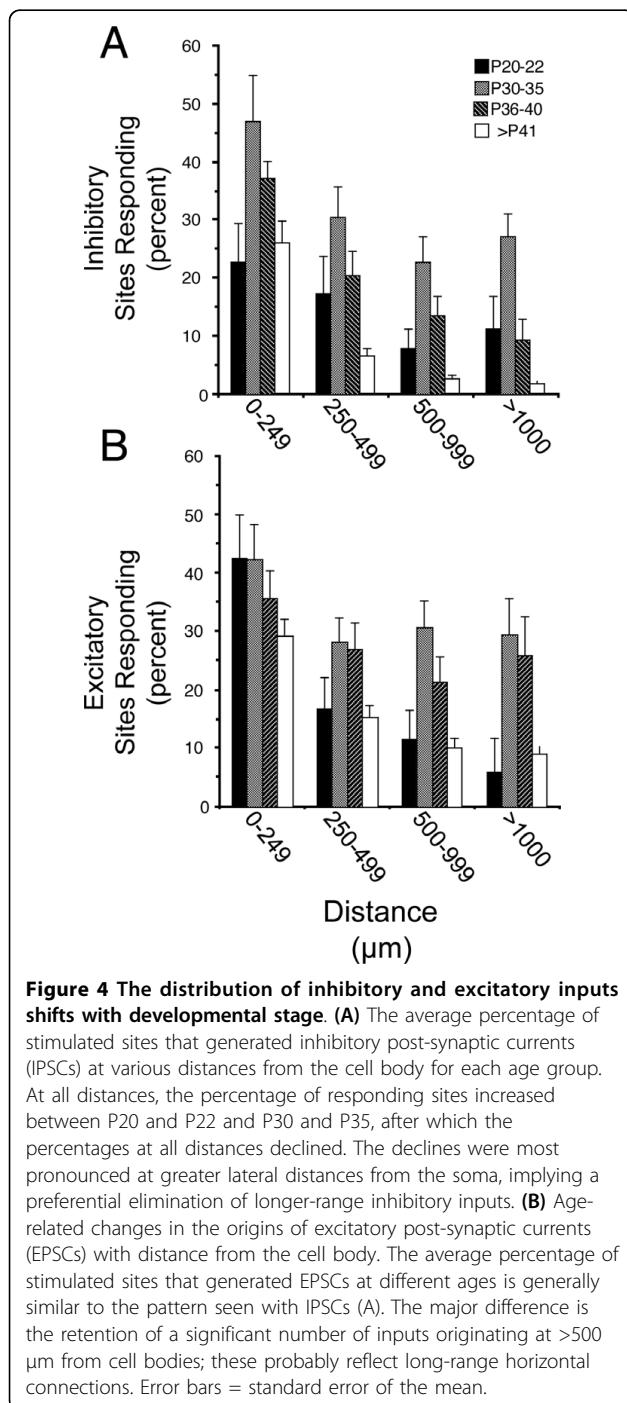 A
60
50
40
30
20
10
0
Inhibitory
Sites Responding
(percent)
P20-22
P30-35
P36-40
>P41
0-249
250-499
500-999
>1000
B
60
50
40
30
20
10
0
Excitatory
Sites Responding
(percent)
0-249
250-499
500-999
>1000
Distance
(µm)
Figure 4 The distribution of inhibitory and excitatory inputs
shifts with developmental stage. (A) The average percentage of
stimulated sites that generated inhibitory post-synaptic currents
(IPSCs) at various distances from the cell body for each age group.
At all distances, the percentage of responding sites increased
between P20 and P22 and P30 and P35, after which the
percentages at all distances declined. The declines were most
pronounced at greater lateral distances from the soma, implying a
preferential elimination of longer-range inhibitory inputs. (B) Age-
related changes in the origins of excitatory post-synaptic currents
(EPSCs) with distance from the cell body. The average percentage of
stimulated sites that generated EPSCs at different ages is generally
similar to the pattern seen with IPSCs (A). The major difference is
the retention of a significant number of inputs originating at >500
µm from cell bodies; these probably reflect long-range horizontal
connections. Error bars = standard error of the mean.